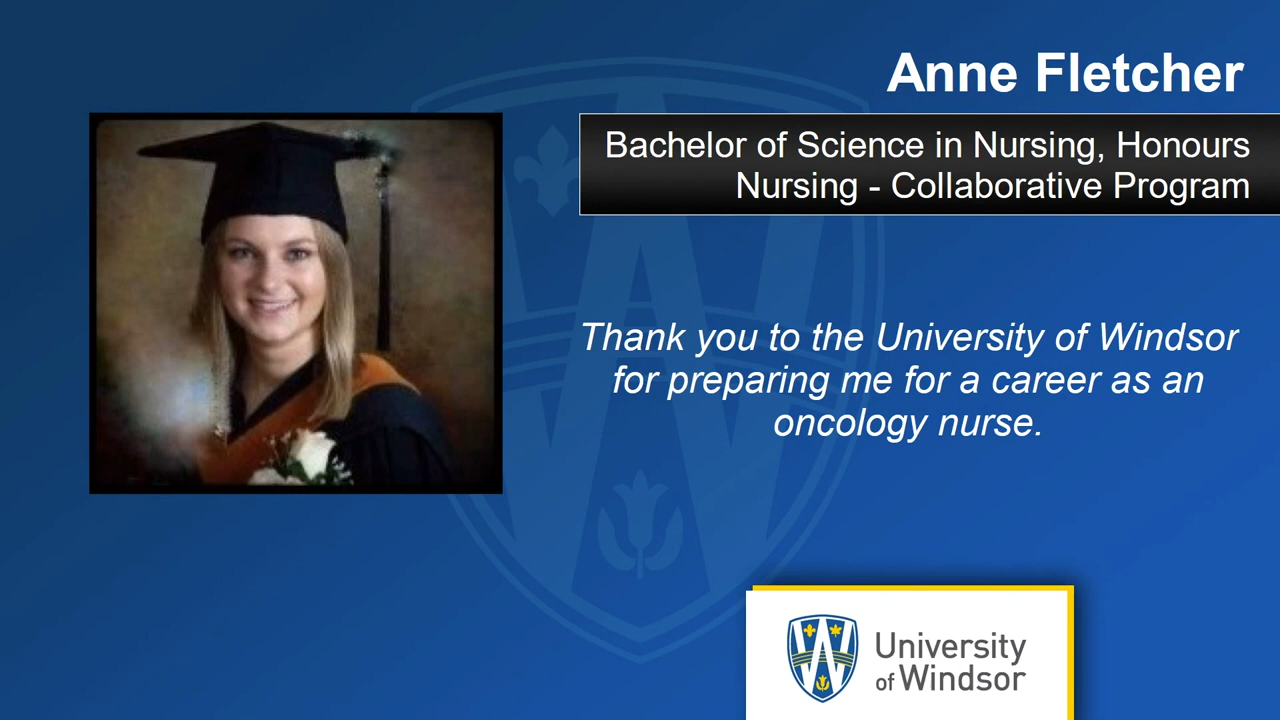 Anne Fletcher
Bachelor of Science in Nursing, Honours
Nursing - Collaborative Program
Thank you to the University of Windsor
for preparing me for a career as an
oncology nurse.
University
of Windsor